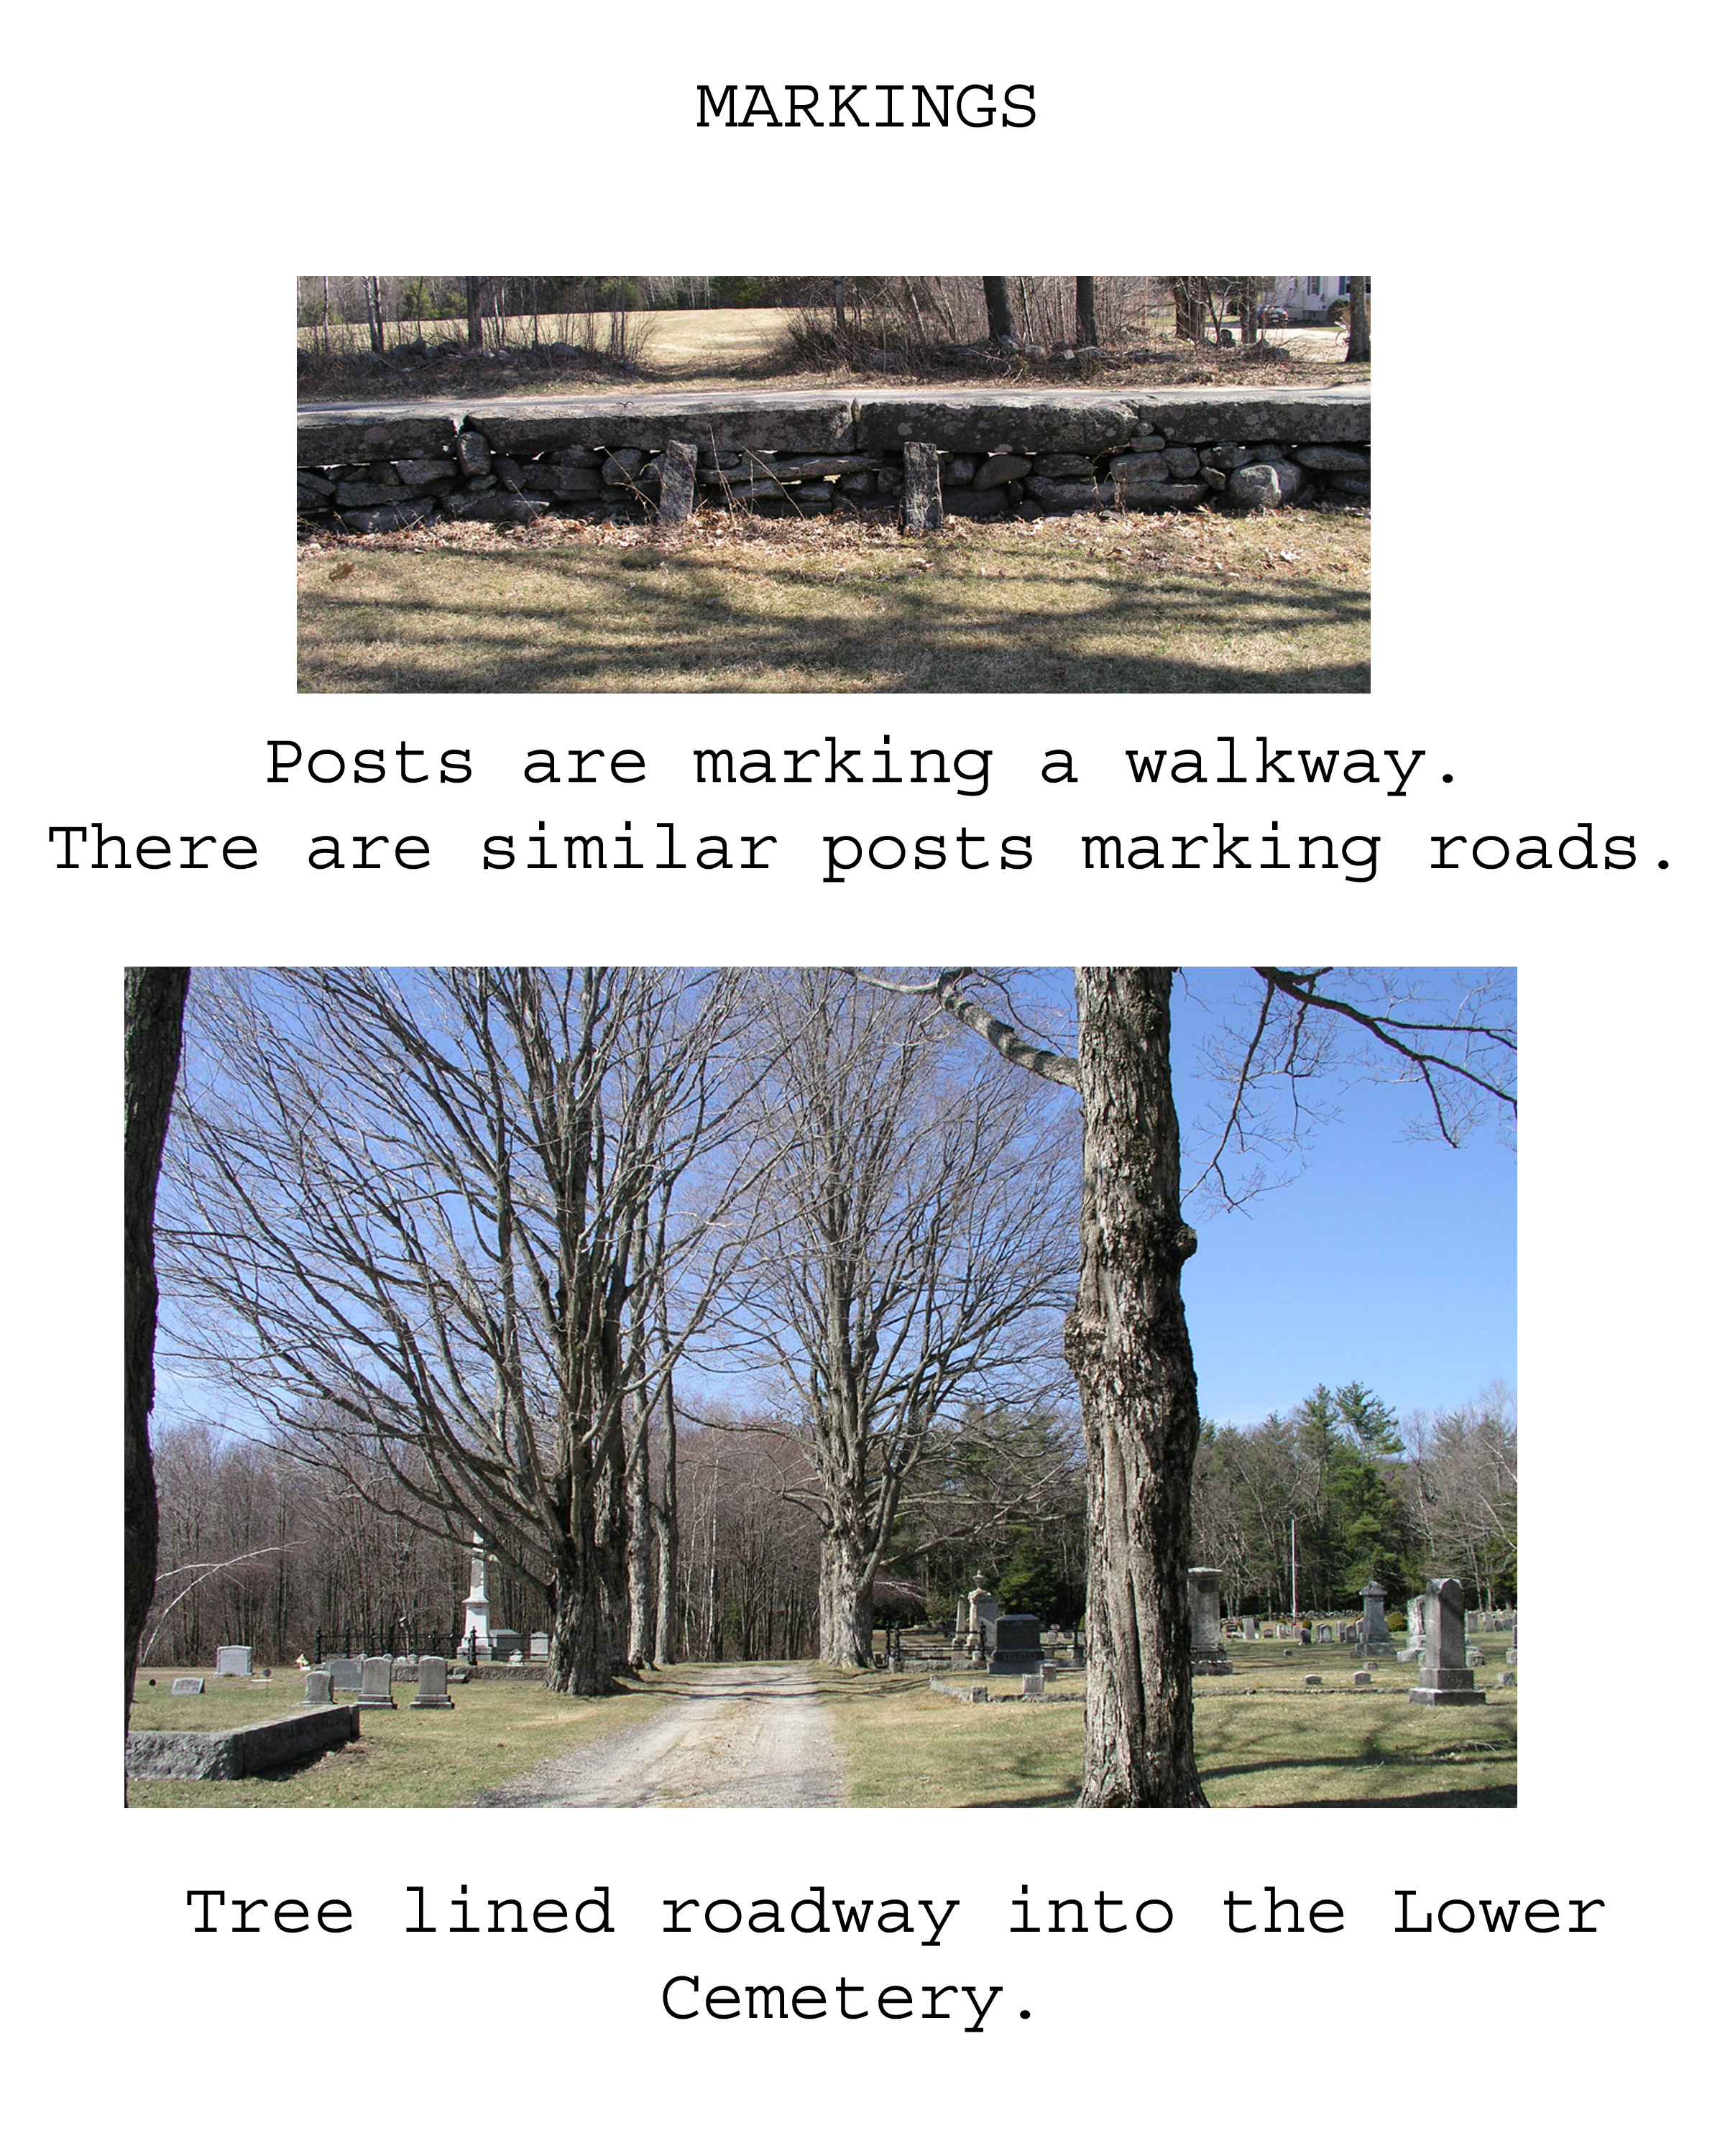 MARKINGS
Posts are marking a walkway.
There are similar posts marking roads.
Tree lined roadway into the Lower
Cemetery.